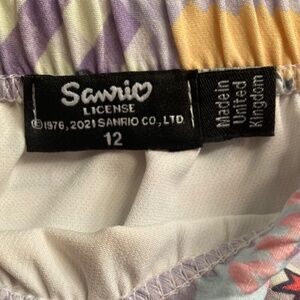 Sanrio
LICENSE
©1976, 2021 SANRIO CO., LTD.
12
Made in
United
Kingdom